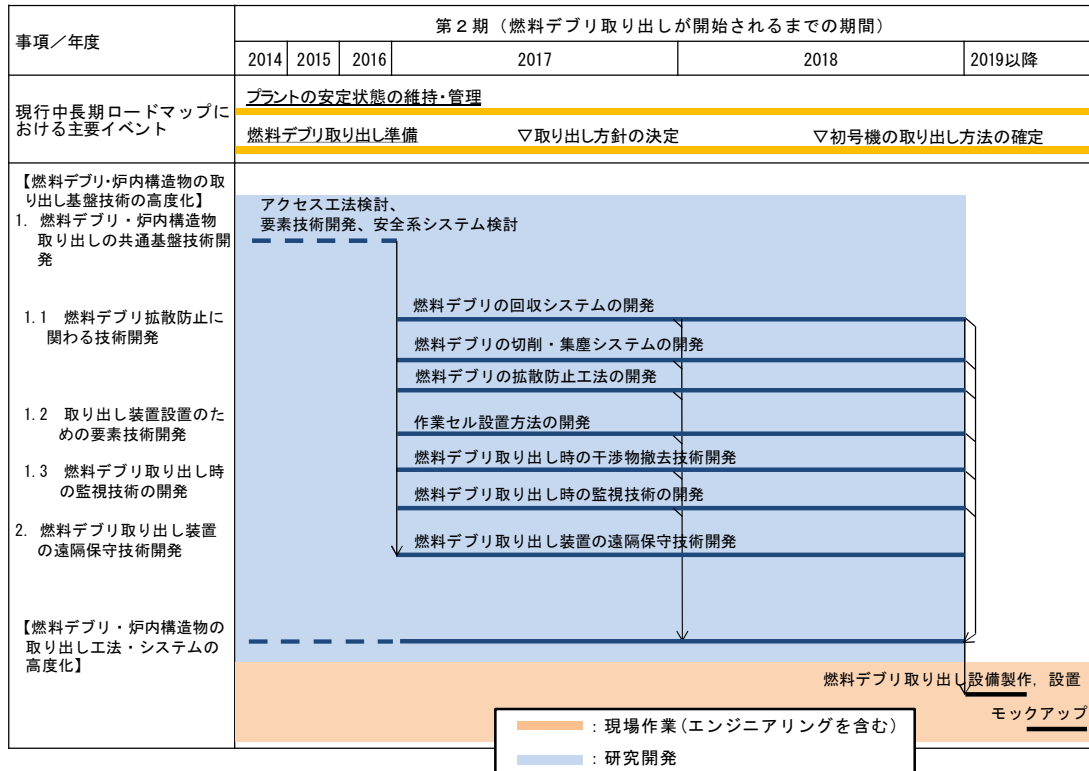 事項／年度
第２期（燃料デブリ取り出しが開始されるまでの期間）
2014 2015 2016 2017 2018 2019以降
現行中長期ロードマップに
おける主要イベント
プラントの安定状態の維持・管理
燃料デブリ取り出し準備 ▽取り出し方針の決定 ▽初号機の取り出し方法の確定
【燃料デブリ・炉内構造物の取
り出し基盤技術の高度化】
1. 燃料デブリ・炉内構造物
取り出しの共通基盤技術開
発
アクセス工法検討、
要素技術開発、安全系システム検討
1.1 燃料デブリ拡散防止に
関わる技術開発
燃料デブリの回収システムの開発
燃料デブリの切削・集塵システムの開発
燃料デブリの拡散防止工法の開発
1.2 取り出し装置設置のた
めの要素技術開発
作業セル設置方法の開発
燃料デブリ取り出し時の干渉物撤去技術開発
1.3 燃料デブリ取り出し時
の監視技術の開発
燃料デブリ取り出し時の監視技術の開発
2. 燃料デブリ取り出し装置
の遠隔保守技術開発
燃料デブリ取り出し装置の遠隔保守技術開発
【燃料デブリ・炉内構造物の
取り出し工法・システムの
高度化】
燃料デブリ取り出し設備製作, 設置
モックアップ
：現場作業(エンジニアリングを含む)
：研究開発